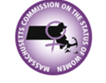 MASSACHUSETTS COMMISSION ON THE STATUS OF WOMEN